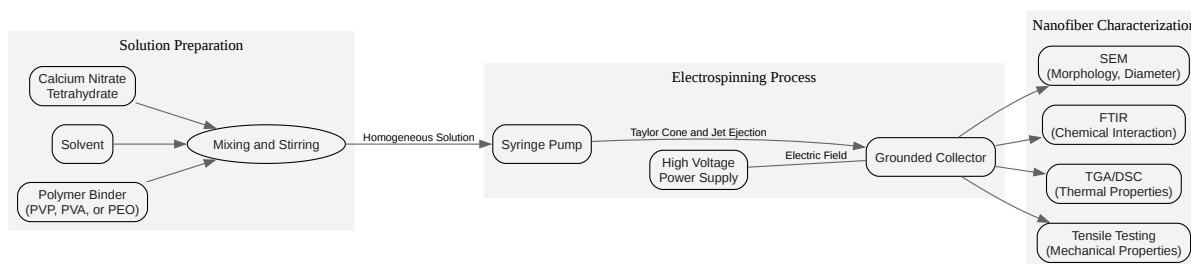 Solution Preparation
Calcium Nitrate
Tetrahydrate
Solvent
Polymer Binder
(PVP, PVA, or PEO)
Mixing and Stirring
Homogeneous Solution
Electrospinning Process
Syringe Pump
Taylor Cone and Jet Ejection
High Voltage
Power Supply
Electric Field
Grounded Collector
Nanofiber Characterization
SEM
(Morphology, Diameter)
FTIR
(Chemical Interaction)
TGA/DSC
(Thermal Properties)
Tensile Testing
(Mechanical Properties)